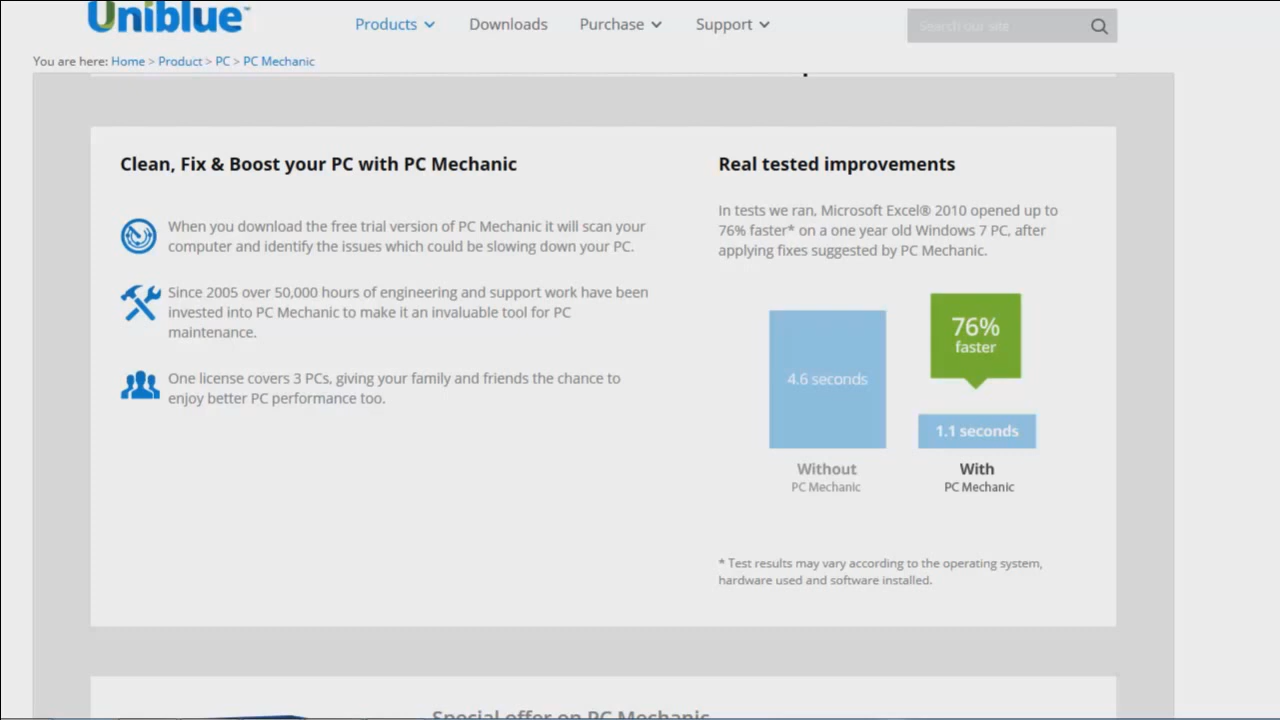 Uniblue™
Products
Downloads
Purchase
Support
Search our site
You are here: Home > Product > PC > PC Mechanic
Clean, Fix & Boost your PC with PC Mechanic
When you download the free trial version of PC Mechanic it will scan your
computer and identify the issues which could be slowing down your PC.
Since 2005 over 50,000 hours of engineering and support work have been
invested into PC Mechanic to make it an invaluable tool for PC
maintenance.
One license covers 3 PCs, giving your family and friends the chance to
enjoy better PC performance too.
Real tested improvements
In tests we ran, Microsoft Excel® 2010 opened up to
76% faster* on a one year old Windows 7 PC, after
applying fixes suggested by PC Mechanic.
76%
faster
4.6 seconds
1.1 seconds
Without
PC Mechanic
With
PC Mechanic
* Test results may vary according to the operating system,
hardware used and software installed.
Special offer on PC Mechanic